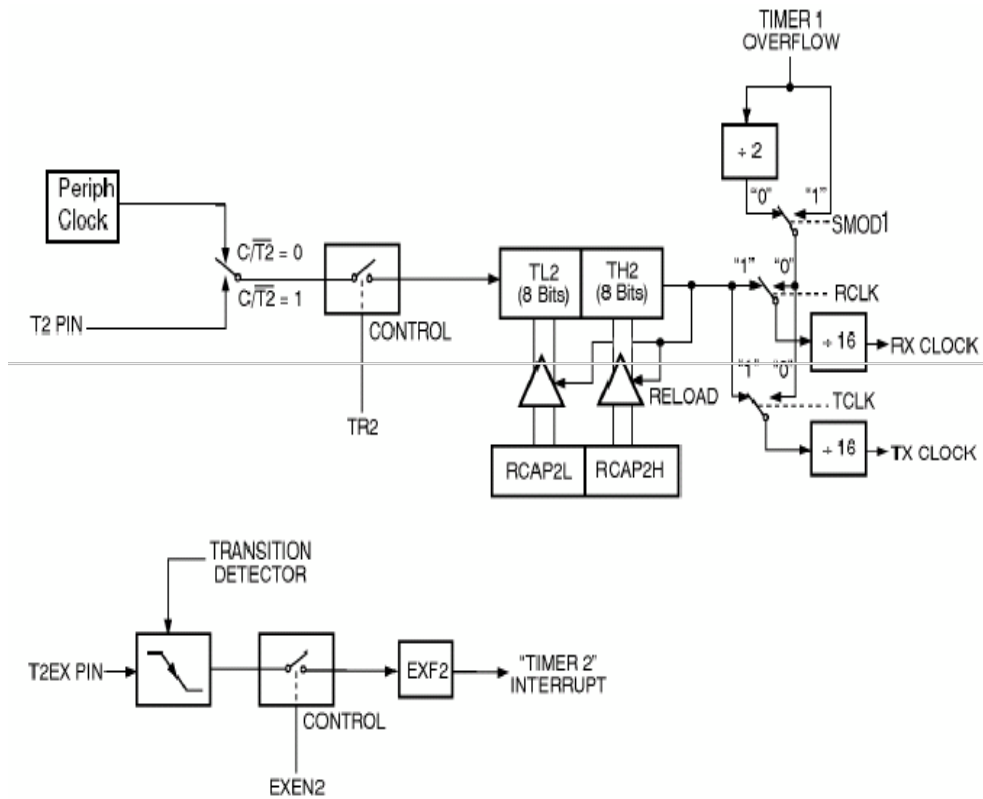 TIMER 1
OVERFLOW
÷ 2
"0" "1"
SMOD1
Periph
Clock
C/T̅2̅ = 0
C/T̅2̅ = 1
T2 PIN
CONTROL
TR2
TL2
(8 Bits)
TH2
(8 Bits)
"1" "0"
RCLK
÷ 16
RX CLOCK
"1" "0"
RELOAD
TCLK
÷ 16
TX CLOCK
RCAP2L
RCAP2H
TRANSITION
DETECTOR
T2EX PIN
CONTROL
EXEN2
EXF2
"TIMER 2"
INTERRUPT